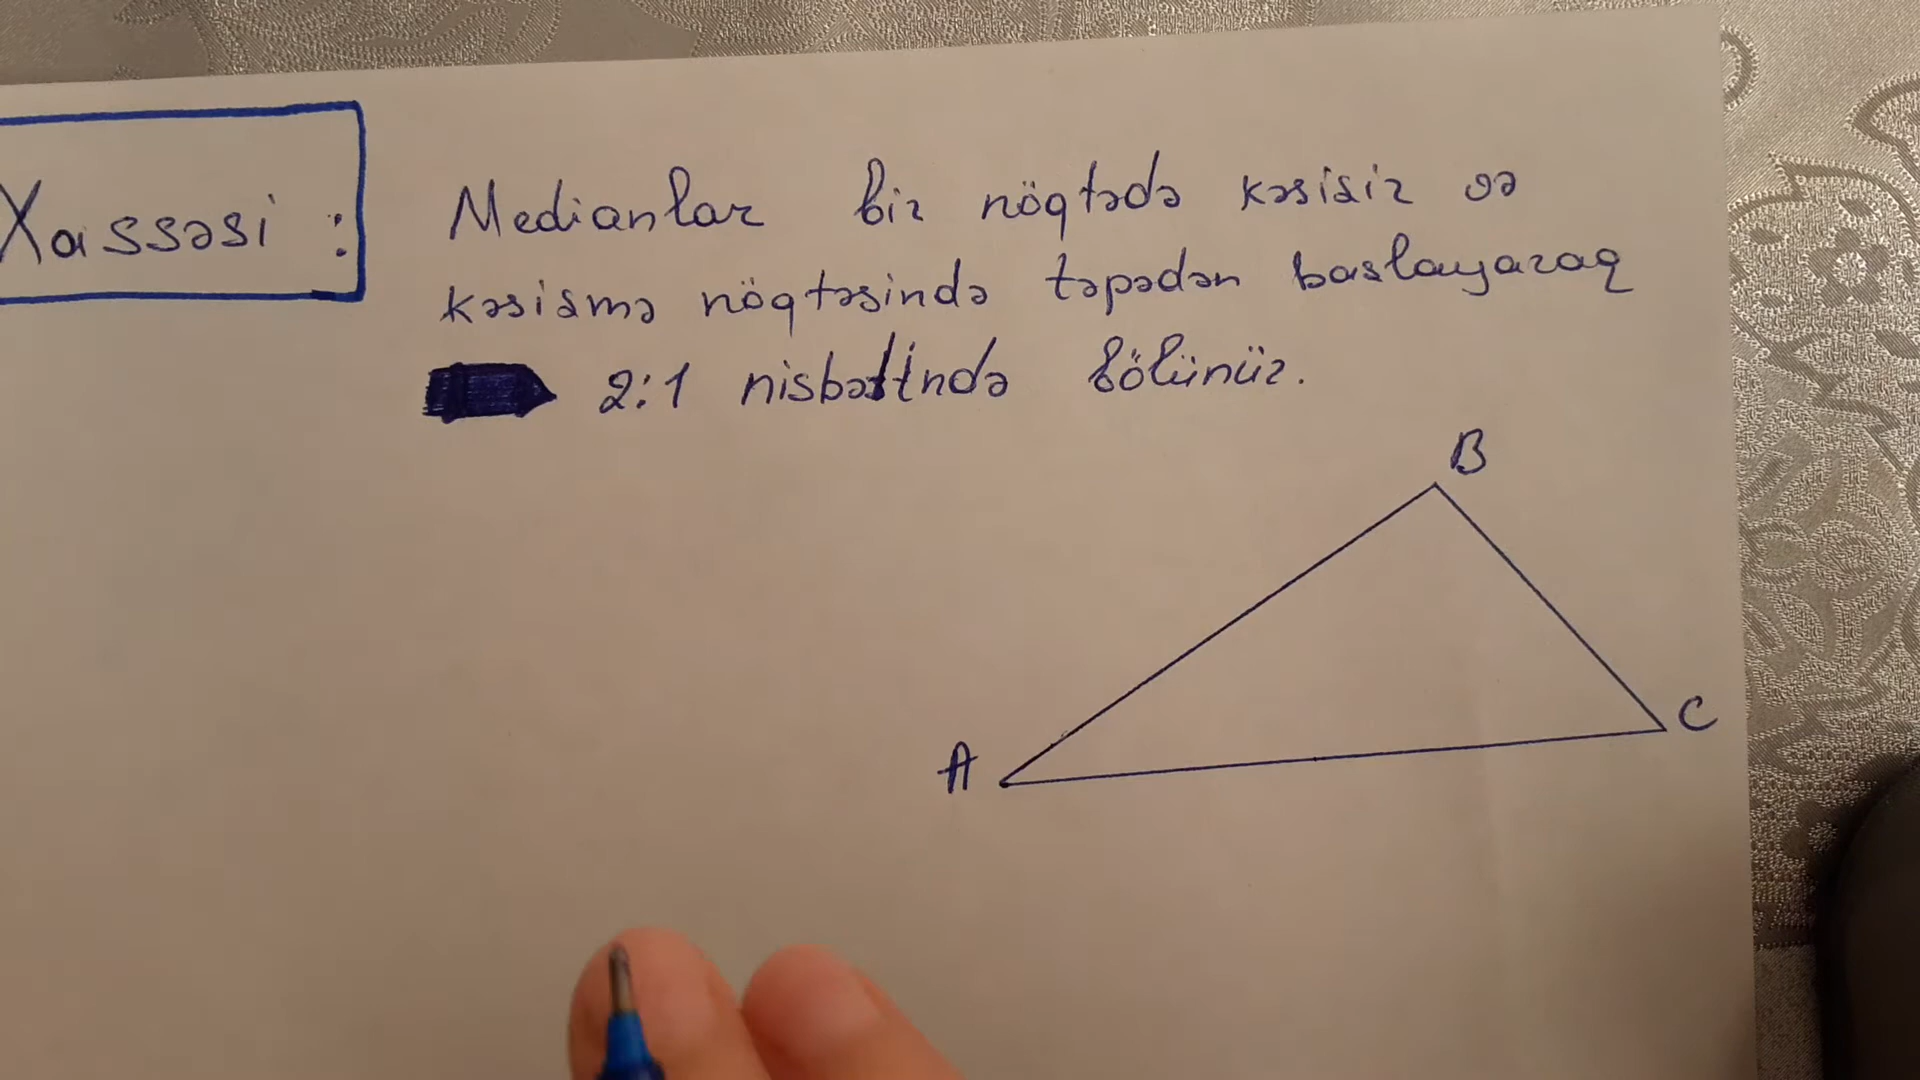 Xassəsi :
Medianlar bir nöqtədə kəsişir və
kəsişmə nöqtəsində təpədən başlayaraq
2:1 nisbətində bölünür.
B
C
A